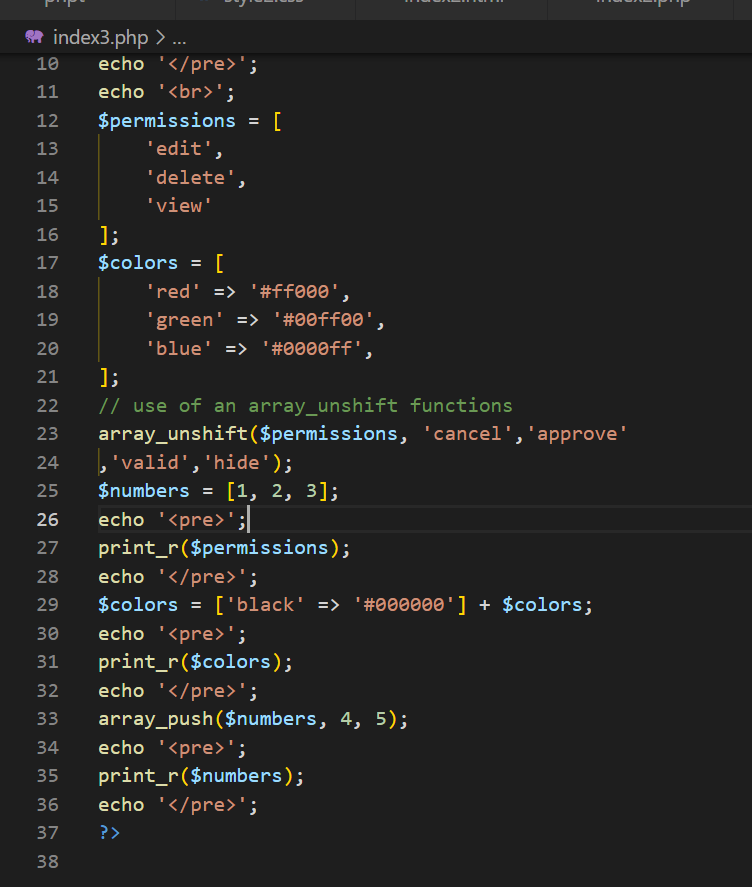 index3.php > ...
10 echo '</pre>';
11 echo '<br>';
12 $permissions = [
13     'edit',
14     'delete',
15     'view'
16 ];
17 $colors = [
18     'red' => '#ff000',
19     'green' => '#00ff00',
20     'blue' => '#0000ff',
21 ];
22 // use of an array_unshift functions
23 array_unshift($permissions, 'cancel','approve'
24 ,'valid','hide');
25 $numbers = [1, 2, 3];
26 echo '<pre>';
27 print_r($permissions);
28 echo '</pre>';
29 $colors = ['black' => '#000000'] + $colors;
30 echo '<pre>';
31 print_r($colors);
32 echo '</pre>';
33 array_push($numbers, 4, 5);
34 echo '<pre>';
35 print_r($numbers);
36 echo '</pre>';
37 ?>
38